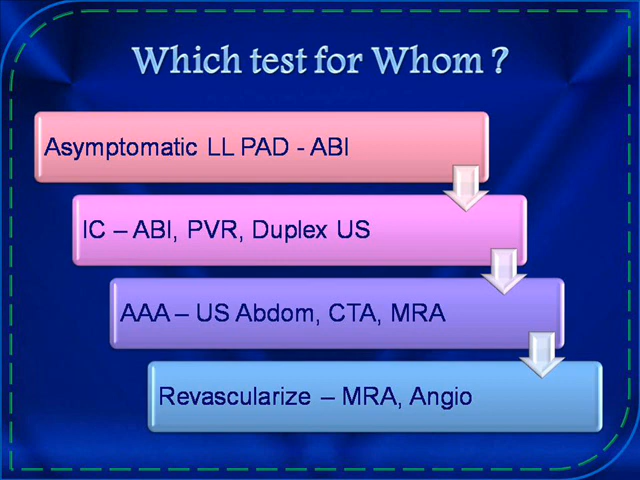 Which test for Whom ?
Asymptomatic LL PAD - ABI
IC – ABI, PVR, Duplex US
AAA – US Abdom, CTA, MRA
Revascularize – MRA, Angio